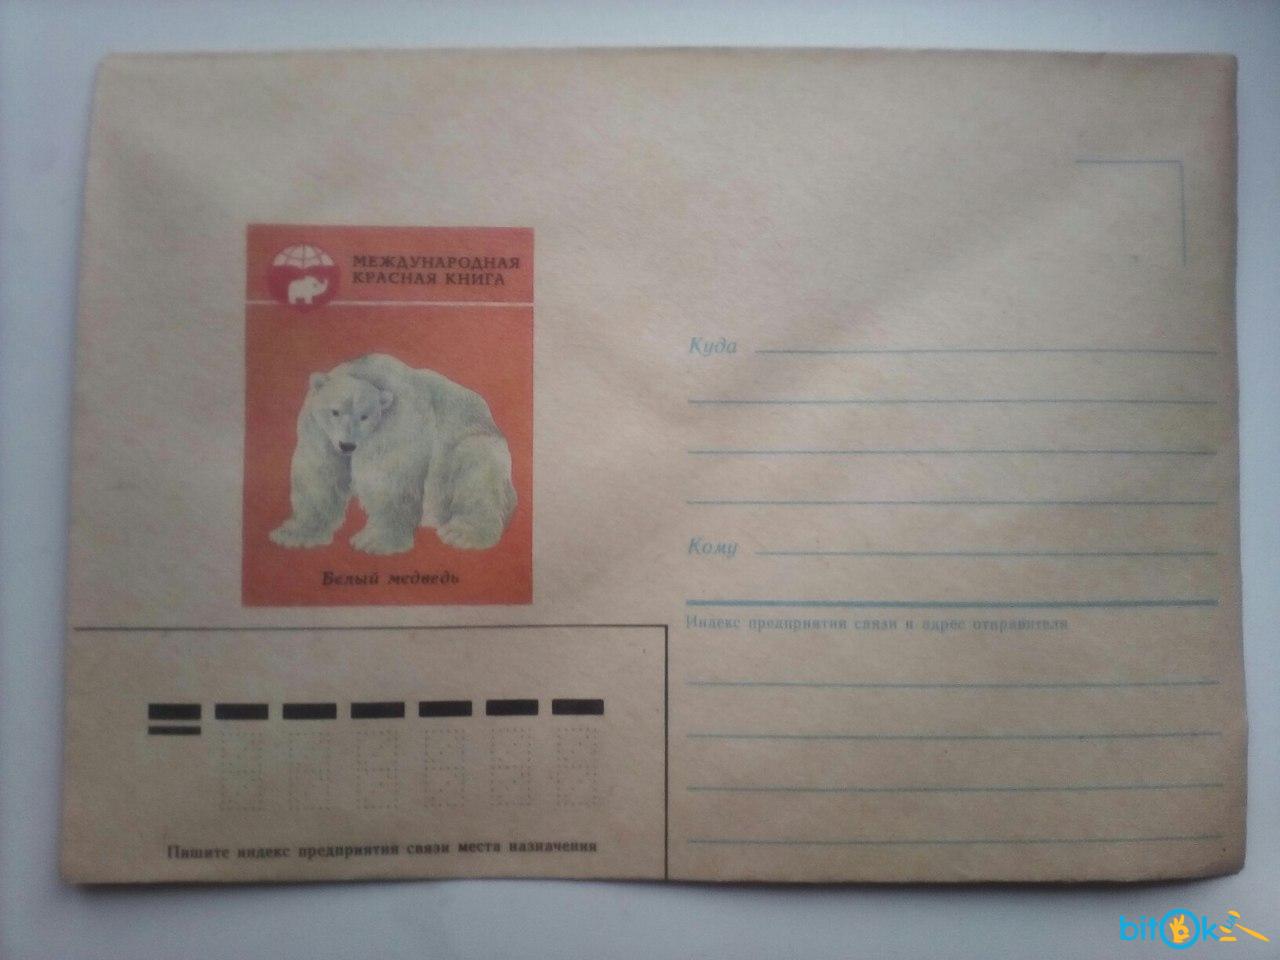 МЕЖДУНАРОДНАЯ
КРАСНАЯ КНИГА
Белый медведь
Куда
Кому
Индекс предприятия связи и адрес отправителя
Пишите индекс предприятия связи места назначения
bitOk